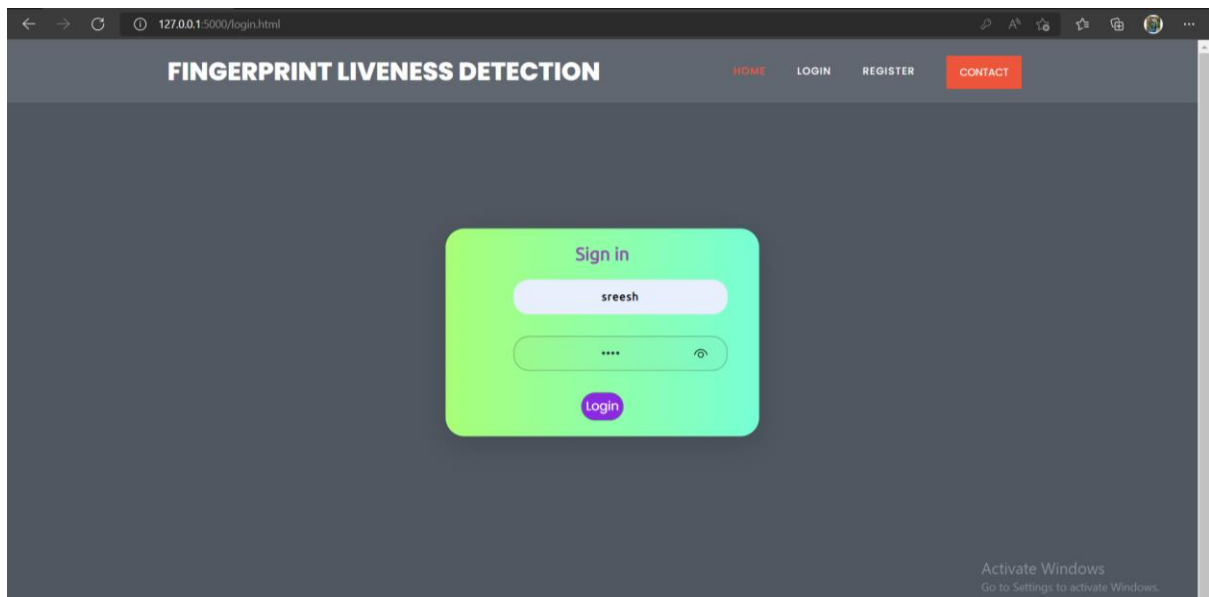 127.0.0.1:5000/login.html
FINGERPRINT LIVENESS DETECTION HOME LOGIN REGISTER CONTACT
Sign in
sreesh
••••
Login
Activate Windows
Go to Settings to activate Windows.